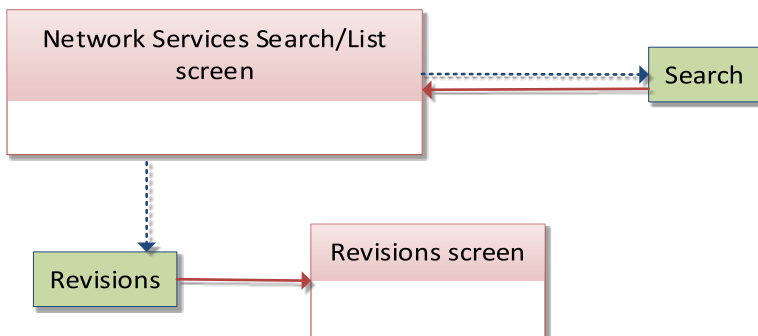 Network Services Search/List
screen
Search
Revisions screen
Revisions